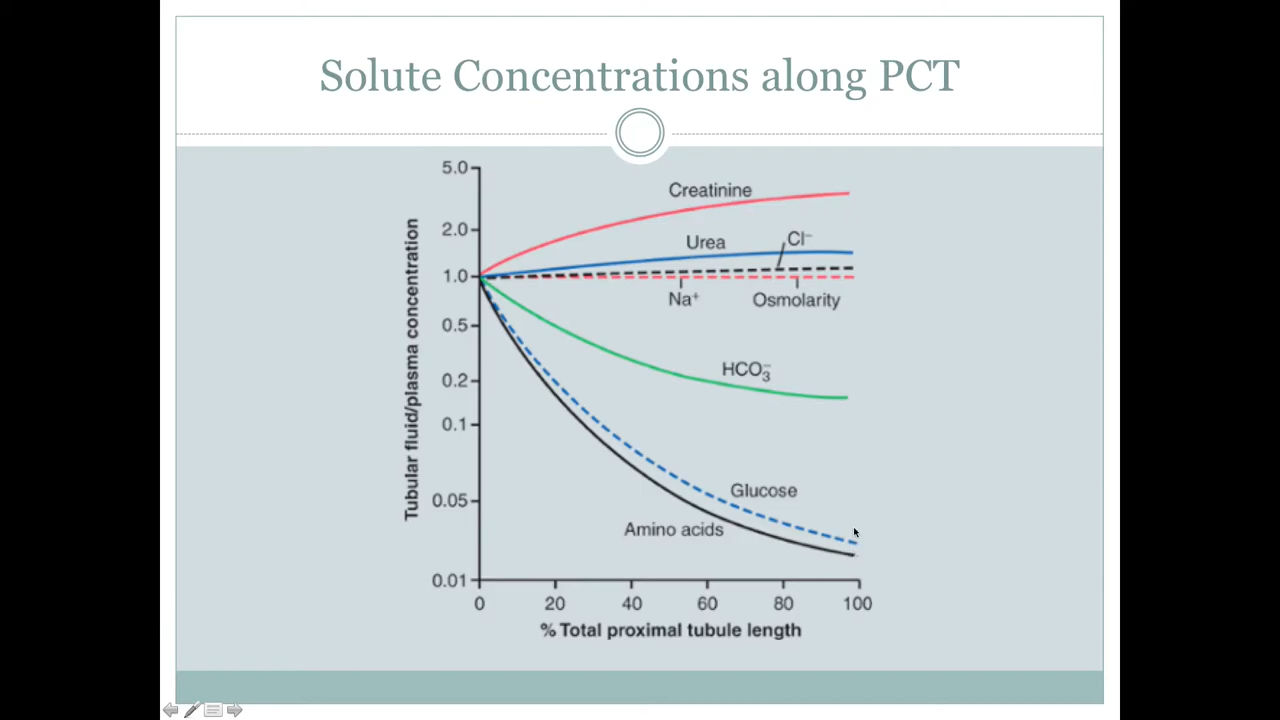 Solute Concentrations along PCT
5.0
2.0
1.0
0.5
0.2
0.1
0.05
0.01
Tubular fluid/plasma concentration
Creatinine
Urea
Cl⁻
Na⁺
Osmolarity
HCO₃⁻
Glucose
Amino acids
0 20 40 60 80 100
% Total proximal tubule length